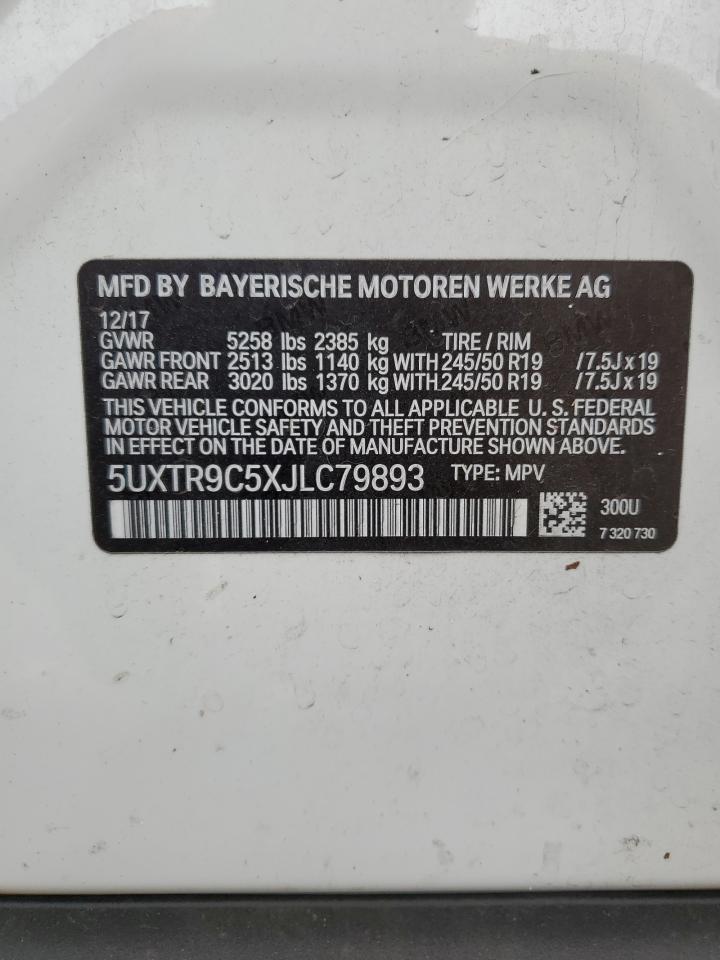 MFD BY BAYERISCHE MOTOREN WERKE AG
12/17
GVWR 5258 lbs 2385 kg TIRE / RIM
GAWR FRONT 2513 lbs 1140 kg WITH 245/50 R19 /7.5J x 19
GAWR REAR 3020 lbs 1370 kg WITH 245/50 R19 /7.5J x 19
THIS VEHICLE CONFORMS TO ALL APPLICABLE U.S. FEDERAL
MOTOR VEHICLE SAFETY AND THEFT PREVENTION STANDARDS
IN EFFECT ON THE DATE OF MANUFACTURE SHOWN ABOVE.
5UXTR9C5XJLC79893 TYPE: MPV
300U
7 320 730